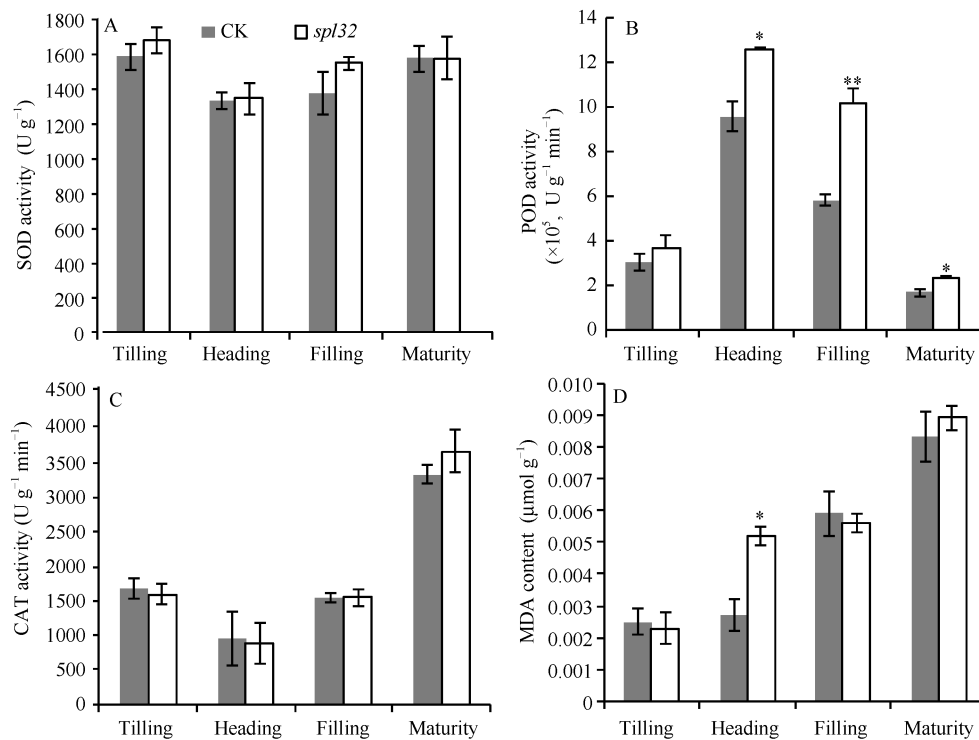 A
CK
spl32
SOD activity (U g⁻¹)
1800
1600
1400
1200
1000
800
600
400
200
0
Tilling Heading Filling Maturity
B
POD activity
(×10⁵, U g⁻¹ min⁻¹)
14
12
10
8
6
4
2
0
*
**
*
Tilling Heading Filling Maturity
C
CAT activity (U g⁻¹ min⁻¹)
4500
4000
3500
3000
2500
2000
1500
1000
500
0
Tilling Heading Filling Maturity
D
MDA content (μmol g⁻¹)
0.010
0.009
0.008
0.007
0.006
0.005
0.004
0.003
0.002
0.001
0
*
Tilling Heading Filling Maturity